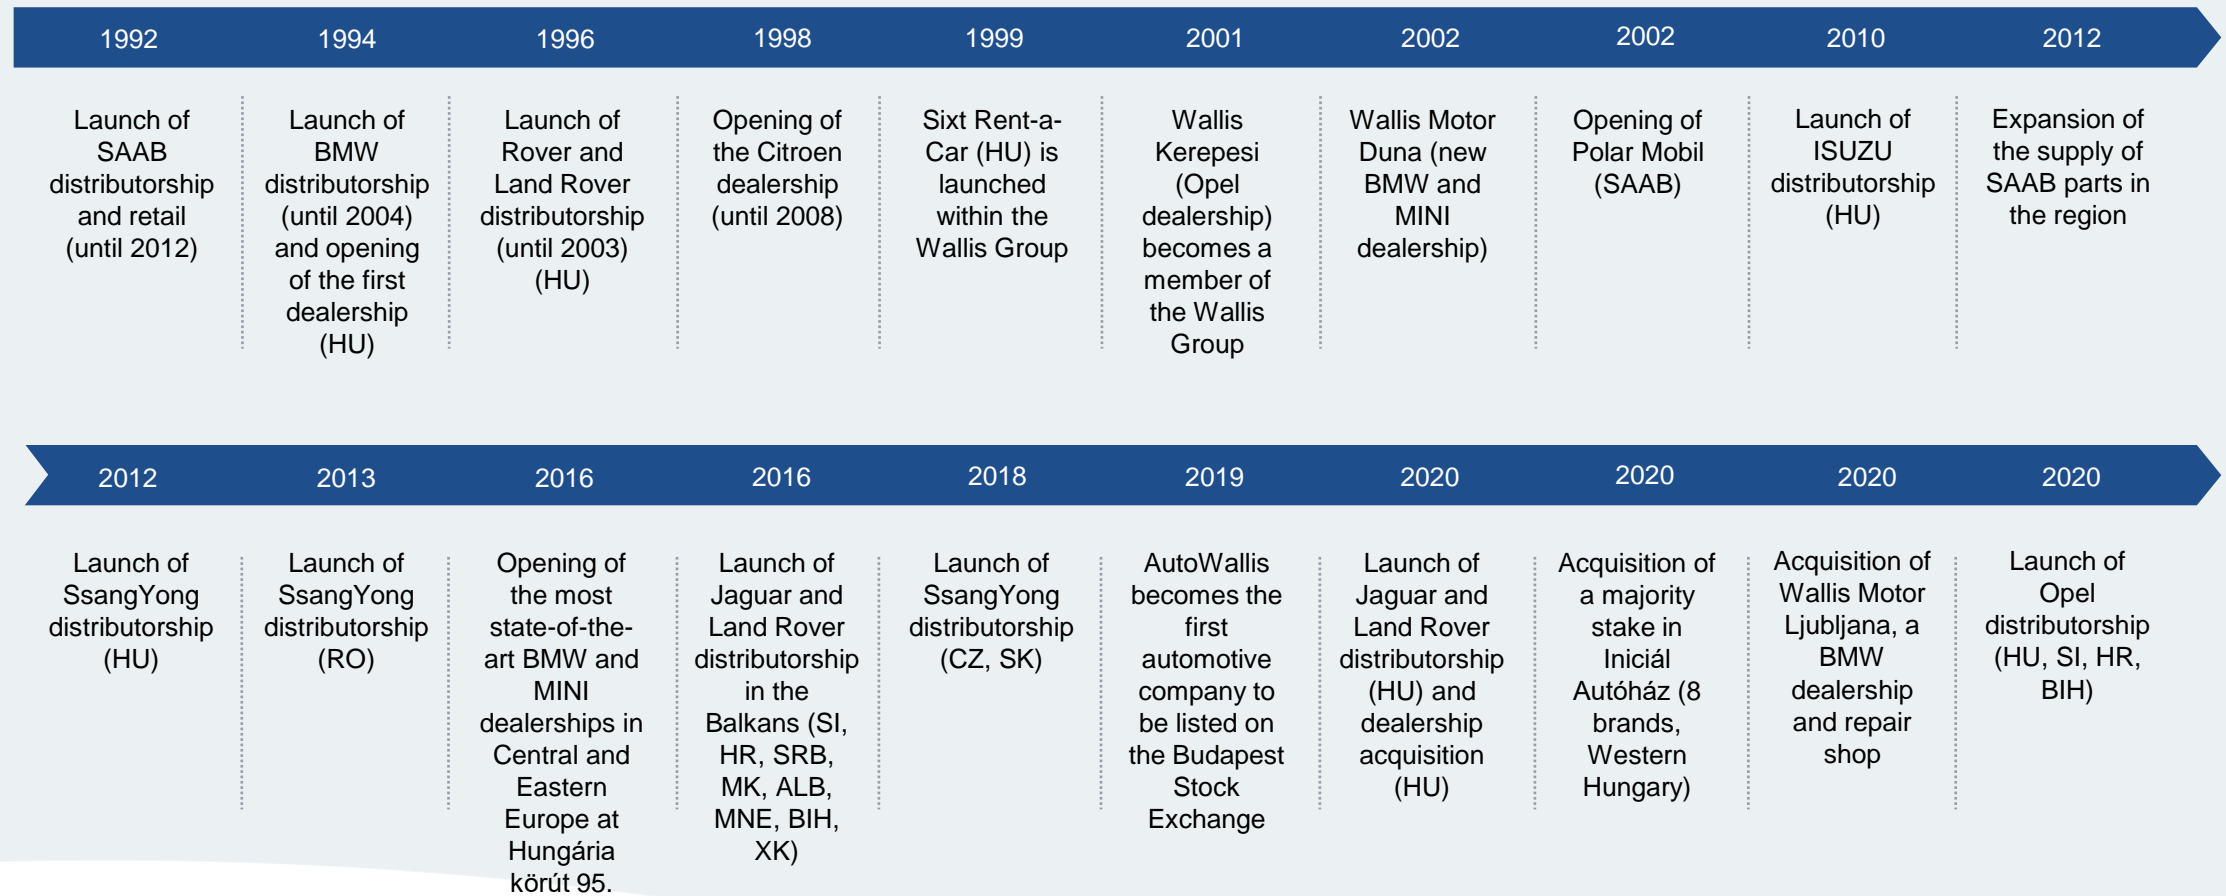 1992
1994
1996
1998
1999
2001
2002
2002
2010
2012
Launch of
SAAB
distributorship
and retail
(until 2012)
Launch of
BMW
distributorship
(until 2004)
and opening
of the first
dealership
(HU)
Launch of
Rover and
Land Rover
distributorship
(until 2003)
(HU)
Opening of
the Citroen
dealership
(until 2008)
Sixt Rent-a-
Car (HU) is
launched
within the
Wallis Group
Wallis
Kerepesi
(Opel
dealership)
becomes a
member of
the Wallis
Group
Wallis Motor
Duna (new
BMW and
MINI
dealership)
Opening of
Polar Mobil
(SAAB)
Launch of
ISUZU
distributorship
(HU)
Expansion of
the supply of
SAAB parts in
the region
2012
2013
2016
2016
2018
2019
2020
2020
2020
2020
Launch of
SsangYong
distributorship
(HU)
Launch of
SsangYong
distributorship
(RO)
Opening of
the most
state-of-the-
art BMW and
MINI
dealerships in
Central and
Eastern
Europe at
Hungária
körút 95.
Launch of
Jaguar and
Land Rover
distributorship
in the
Balkans (SI,
HR, SRB,
MK, ALB,
MNE, BIH,
XK)
Launch of
SsangYong
distributorship
(CZ, SK)
AutoWallis
becomes the
first
automotive
company to
be listed on
the Budapest
Stock
Exchange
Launch of
Jaguar and
Land Rover
distributorship
(HU) and
dealership
acquisition
(HU)
Acquisition of
a majority
stake in
Iniciál
Autóház (8
brands,
Western
Hungary)
Acquisition of
Wallis Motor
Ljubljana, a
BMW
dealership
and repair
shop
Launch of
Opel
distributorship
(HU, SI, HR,
BIH)